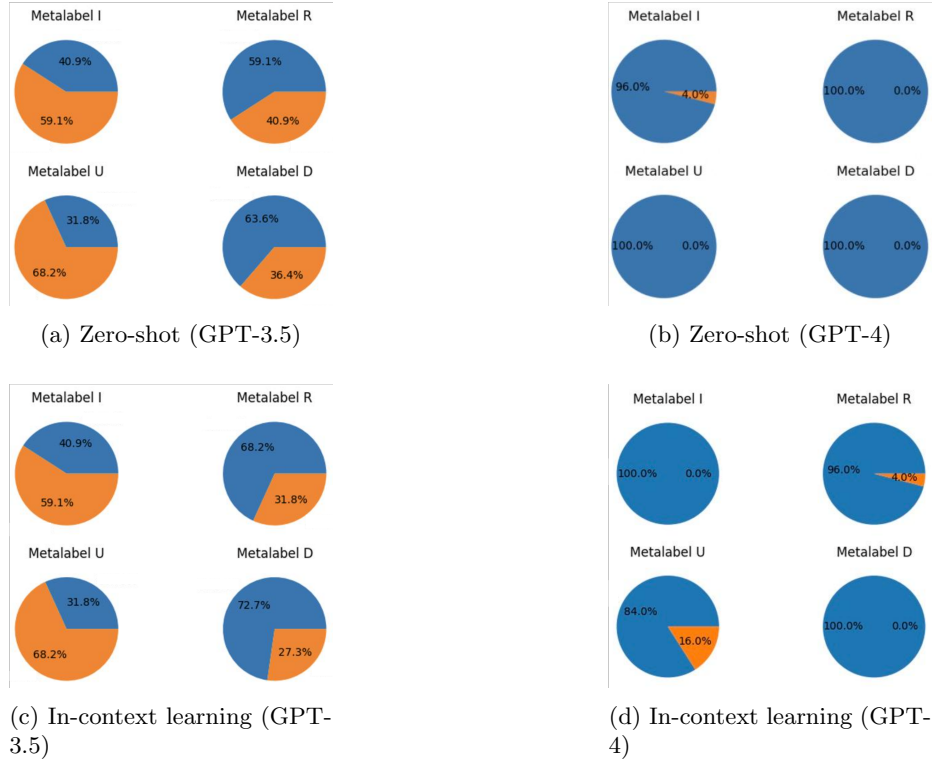 Metalabel I
Metalabel R
40.9%
59.1%
59.1%
40.9%
Metalabel U
Metalabel D
31.8%
68.2%
63.6%
36.4%
(a) Zero-shot (GPT-3.5)
Metalabel I
Metalabel R
96.0%
4.0%
100.0%
0.0%
Metalabel U
Metalabel D
100.0%
0.0%
100.0%
0.0%
(b) Zero-shot (GPT-4)
Metalabel I
Metalabel R
40.9%
59.1%
68.2%
31.8%
Metalabel U
Metalabel D
31.8%
68.2%
72.7%
27.3%
(c) In-context learning (GPT-
3.5)
Metalabel I
Metalabel R
100.0%
0.0%
96.0%
4.0%
Metalabel U
Metalabel D
84.0%
16.0%
100.0%
0.0%
(d) In-context learning (GPT-
4)